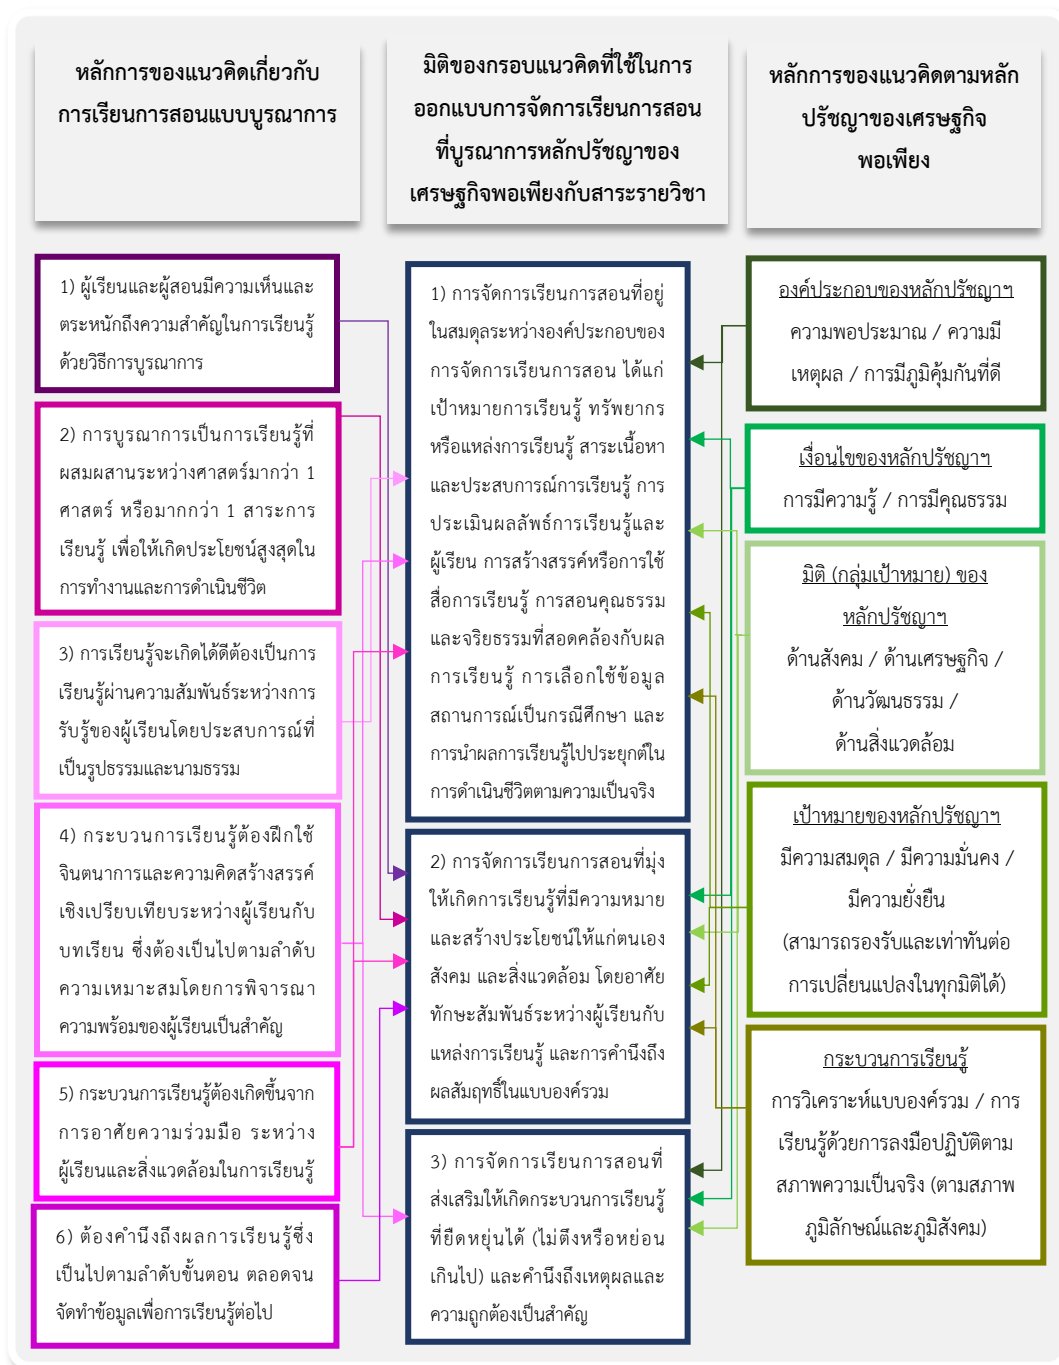 หลักการของแนวคิดเกี่ยวกับ
การเรียนการสอนแบบบูรณาการ
มิติของกรอบแนวคิดที่ใช้ในการ
ออกแบบการจัดการเรียนการสอน
ที่บูรณาการหลักปรัชญาของ
เศรษฐกิจพอเพียงกับสาระรายวิชา
หลักการของแนวคิดตามหลัก
ปรัชญาของเศรษฐกิจ
พอเพียง
1) ผู้เรียนและผู้สอนมีความเห็นและ
ตระหนักถึงความสำคัญในการเรียนรู้
ด้วยวิธีการบูรณาการ
2) การบูรณาการเป็นการเรียนรู้ที่
ผสมผสานระหว่างศาสตร์มากว่า 1
ศาสตร์ หรือมากกว่า 1 สาระการ
เรียนรู้ เพื่อให้เกิดประโยชน์สูงสุดใน
การทำงานและการดำเนินชีวิต
3) การเรียนรู้จะเกิดได้ดีต้องเป็นการ
เรียนรู้ผ่านความสัมพันธ์ระหว่างการ
รับรู้ของผู้เรียนโดยประสบการณ์ที่
เป็นรูปธรรมและนามธรรม
4) กระบวนการเรียนรู้ต้องฝึกใช้
จินตนาการและความคิดสร้างสรรค์
เชิงเปรียบเทียบระหว่างผู้เรียนกับ
บทเรียน ซึ่งต้องเป็นไปตามลำดับ
ความเหมาะสมโดยการพิจารณา
ความพร้อมของผู้เรียนเป็นสำคัญ
5) กระบวนการเรียนรู้ต้องเกิดขึ้นจาก
การอาศัยความร่วมมือ ระหว่าง
ผู้เรียนและสิ่งแวดล้อมในการเรียนรู้
6) ต้องคำนึงถึงผลการเรียนรู้ซึ่ง
เป็นไปตามลำดับขั้นตอน ตลอดจน
จัดทำข้อมูลเพื่อการเรียนรู้ต่อไป
1) การจัดการเรียนการสอนที่อยู่
ในสมดุลระหว่างองค์ประกอบของ
การจัดการเรียนการสอน ได้แก่
เป้าหมายการเรียนรู้ ทรัพยากร
หรือแหล่งการเรียนรู้ สาระเนื้อหา
และประสบการณ์การเรียนรู้ การ
ประเมินผลลัพธ์การเรียนรู้และ
ผู้เรียน การสร้างสรรค์หรือการใช้
สื่อการเรียนรู้ การสอนคุณธรรม
และจริยธรรมที่สอดคล้องกับผล
การเรียนรู้ การเลือกใช้ข้อมูล
สถานการณ์เป็นกรณีศึกษา และ
การนำผลการเรียนรู้ไปประยุกต์ใน
การดำเนินชีวิตตามความเป็นจริง
2) การจัดการเรียนการสอนที่มุ่ง
ให้เกิดการเรียนรู้ที่มีความหมาย
และสร้างประโยชน์ให้แก่ตนเอง
สังคม และสิ่งแวดล้อม โดยอาศัย
ทักษะสัมพันธ์ระหว่างผู้เรียนกับ
แหล่งการเรียนรู้ และการคำนึงถึง
ผลสัมฤทธิ์ในแบบองค์รวม
3) การจัดการเรียนการสอนที่
ส่งเสริมให้เกิดกระบวนการเรียนรู้
ที่ยืดหยุ่นได้ (ไม่ตึงหรือหย่อน
เกินไป) และคำนึงถึงเหตุผลและ
ความถูกต้องเป็นสำคัญ
องค์ประกอบของหลักปรัชญาฯ
ความพอประมาณ / ความมี
เหตุผล / การมีภูมิคุ้มกันที่ดี
เงื่อนไขของหลักปรัชญาฯ
การมีความรู้ / การมีคุณธรรม
มิติ (กลุ่มเป้าหมาย) ของ
หลักปรัชญาฯ
ด้านสังคม / ด้านเศรษฐกิจ /
ด้านวัฒนธรรม /
ด้านสิ่งแวดล้อม
เป้าหมายของหลักปรัชญาฯ
มีความสมดุล / มีความมั่นคง /
มีความยั่งยืน
(สามารถรองรับและเท่าทันต่อ
การเปลี่ยนแปลงในทุกมิติได้)
กระบวนการเรียนรู้
การวิเคราะห์แบบองค์รวม / การ
เรียนรู้ด้วยการลงมือปฏิบัติตาม
สภาพความเป็นจริง (ตามสภาพ
ภูมิลักษณ์และภูมิสังคม)